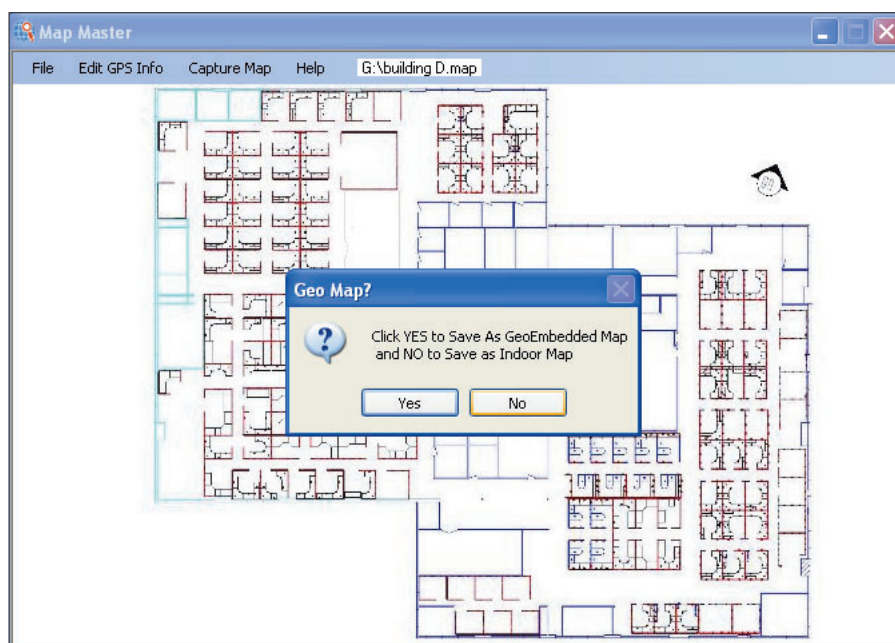 Map Master
File Edit GPS Info Capture Map Help G:\building D.map
Geo Map?
Click YES to Save As GeoEmbedded Map
and NO to Save as Indoor Map
Yes No